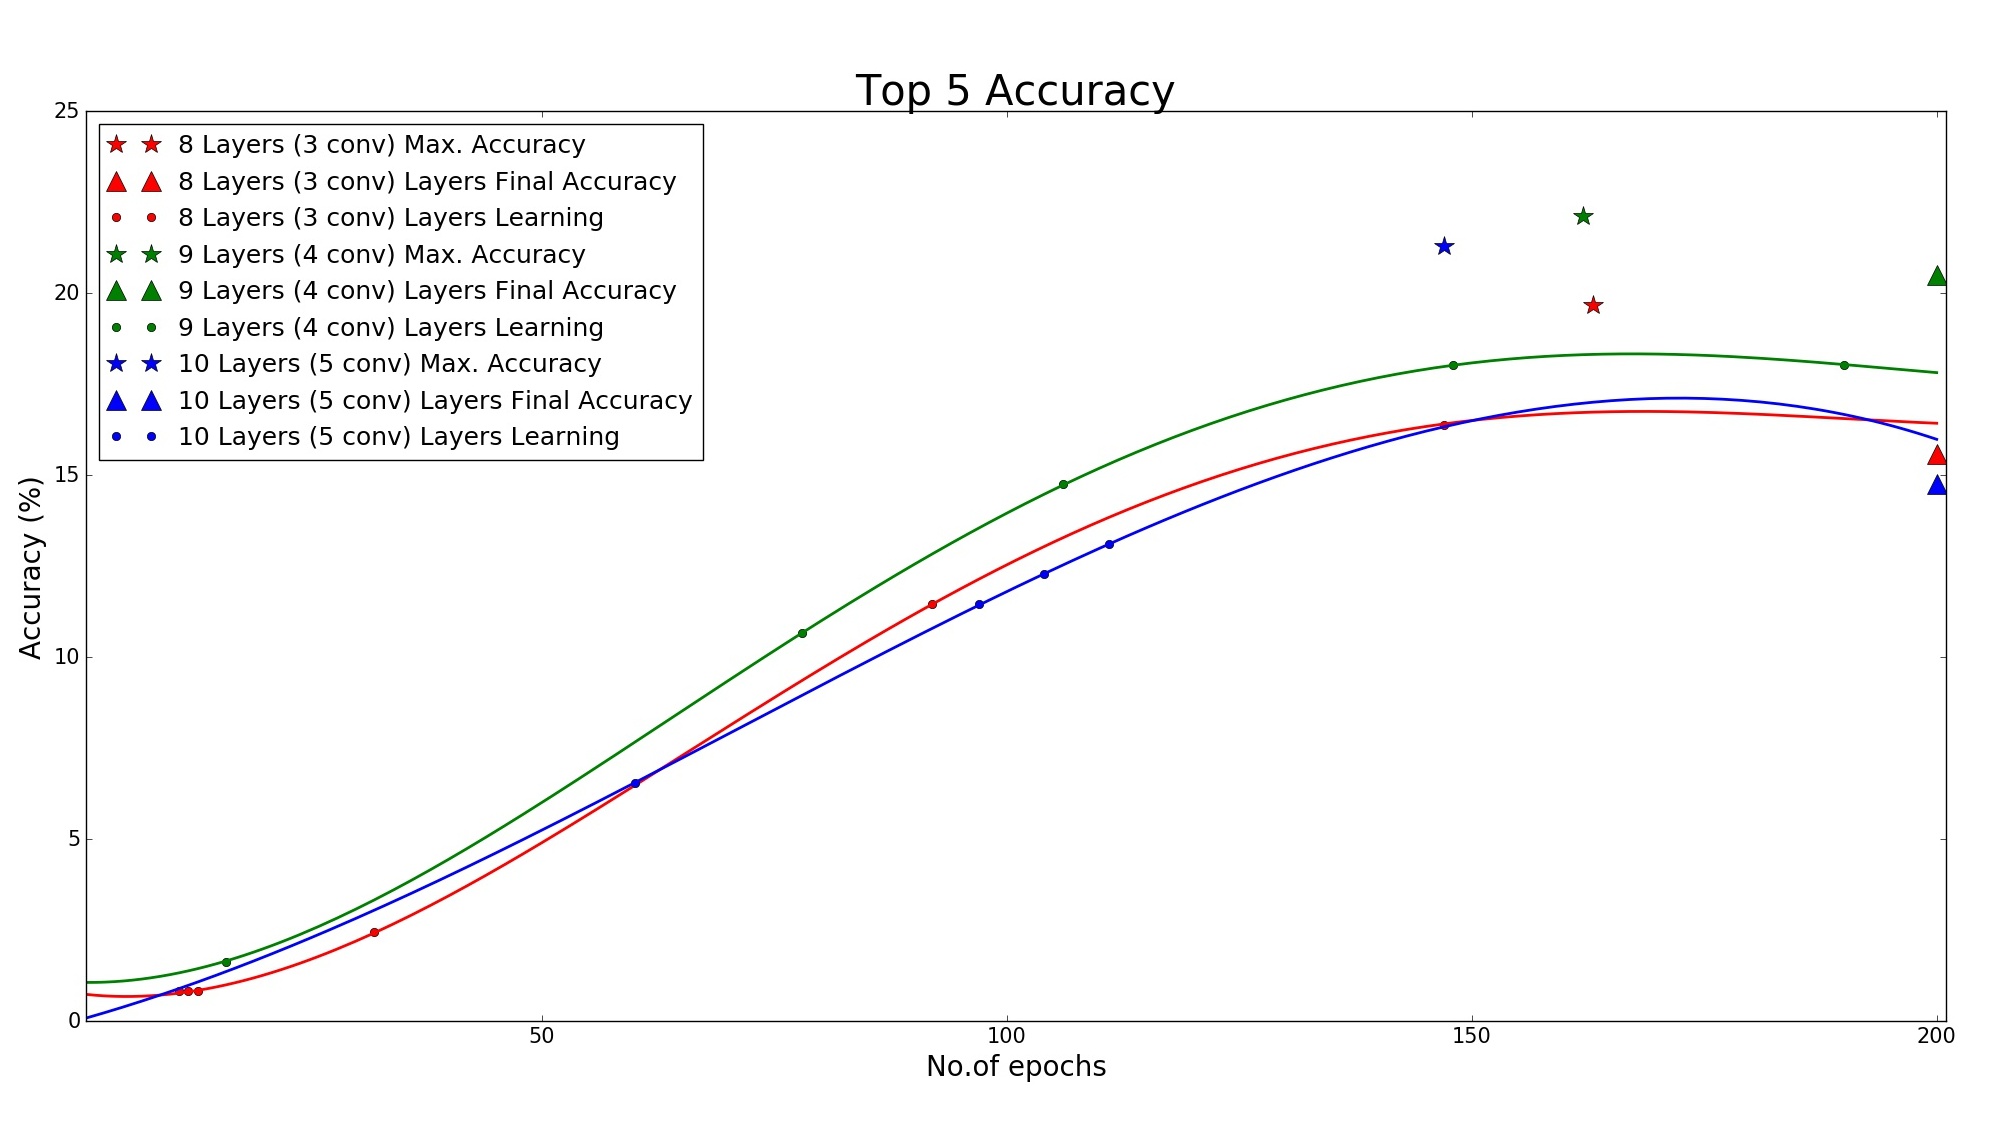 Top 5 Accuracy
25
20
15
10
5
0
Accuracy (%)
8 Layers (3 conv) Max. Accuracy
8 Layers (3 conv) Layers Final Accuracy
8 Layers (3 conv) Layers Learning
9 Layers (4 conv) Max. Accuracy
9 Layers (4 conv) Layers Final Accuracy
9 Layers (4 conv) Layers Learning
10 Layers (5 conv) Max. Accuracy
10 Layers (5 conv) Layers Final Accuracy
10 Layers (5 conv) Layers Learning
50 100 150 200
No.of epochs